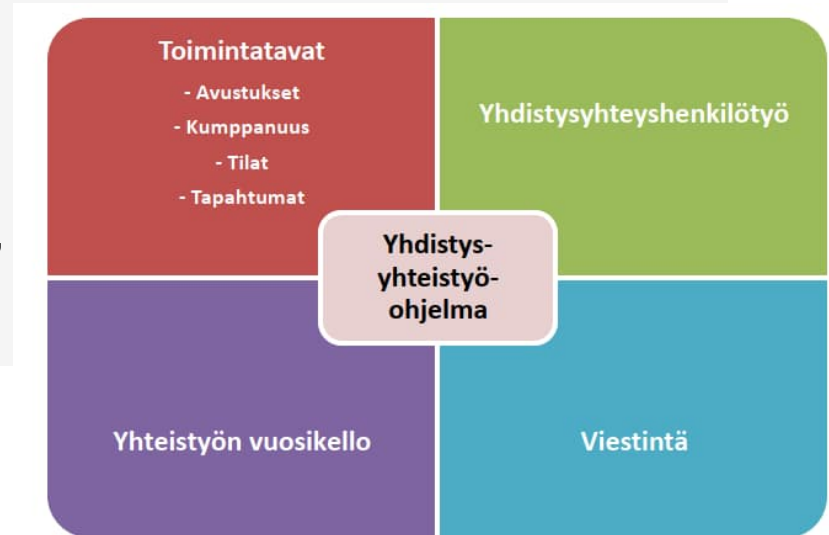 Toimintatavat
- Avustukset
- Kumppanuus
- Tilat
- Tapahtumat
Yhdistysyhteyshenkilötyö
Yhdistys-
yhteistyö-
ohjelma
Yhteistyön vuosikello
Viestintä